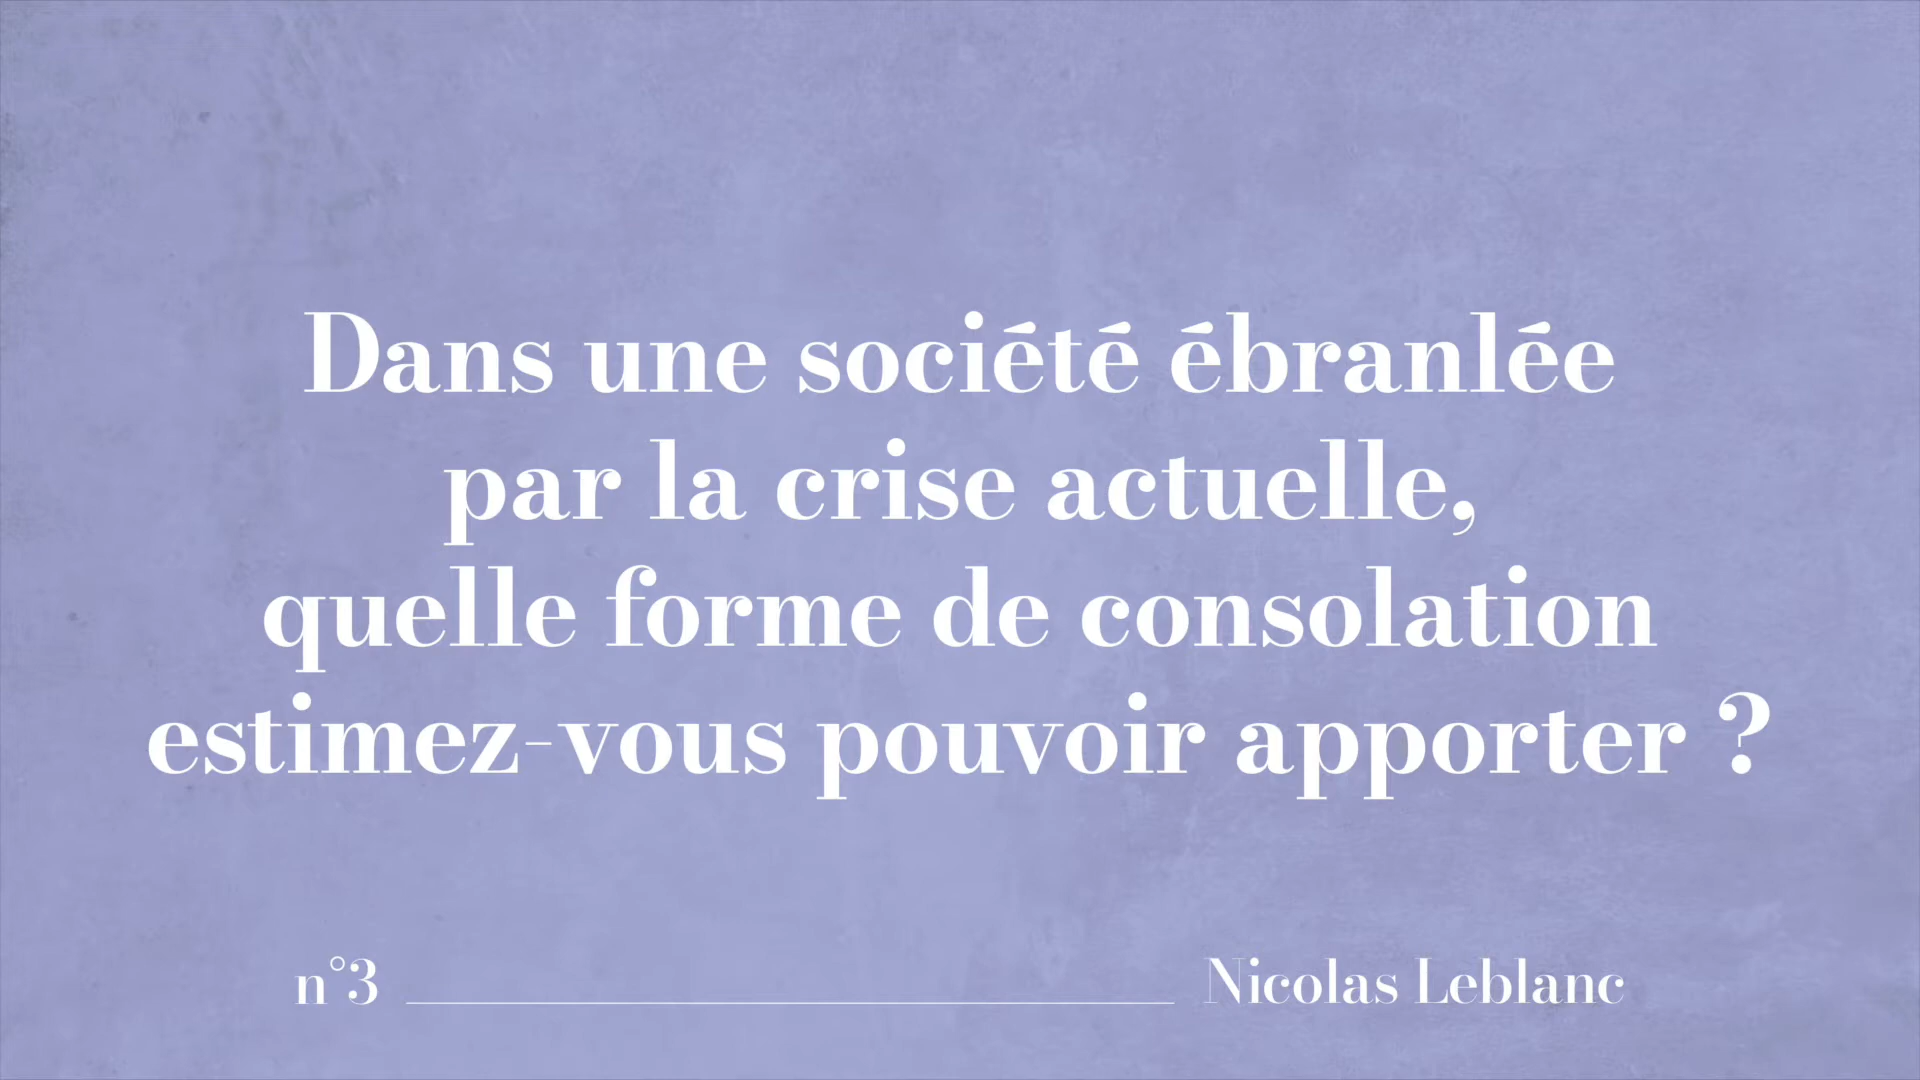 Dans une société ébranlée
par la crise actuelle,
quelle forme de consolation
estimez-vous pouvoir apporter ?
n°3 Nicolas Leblanc